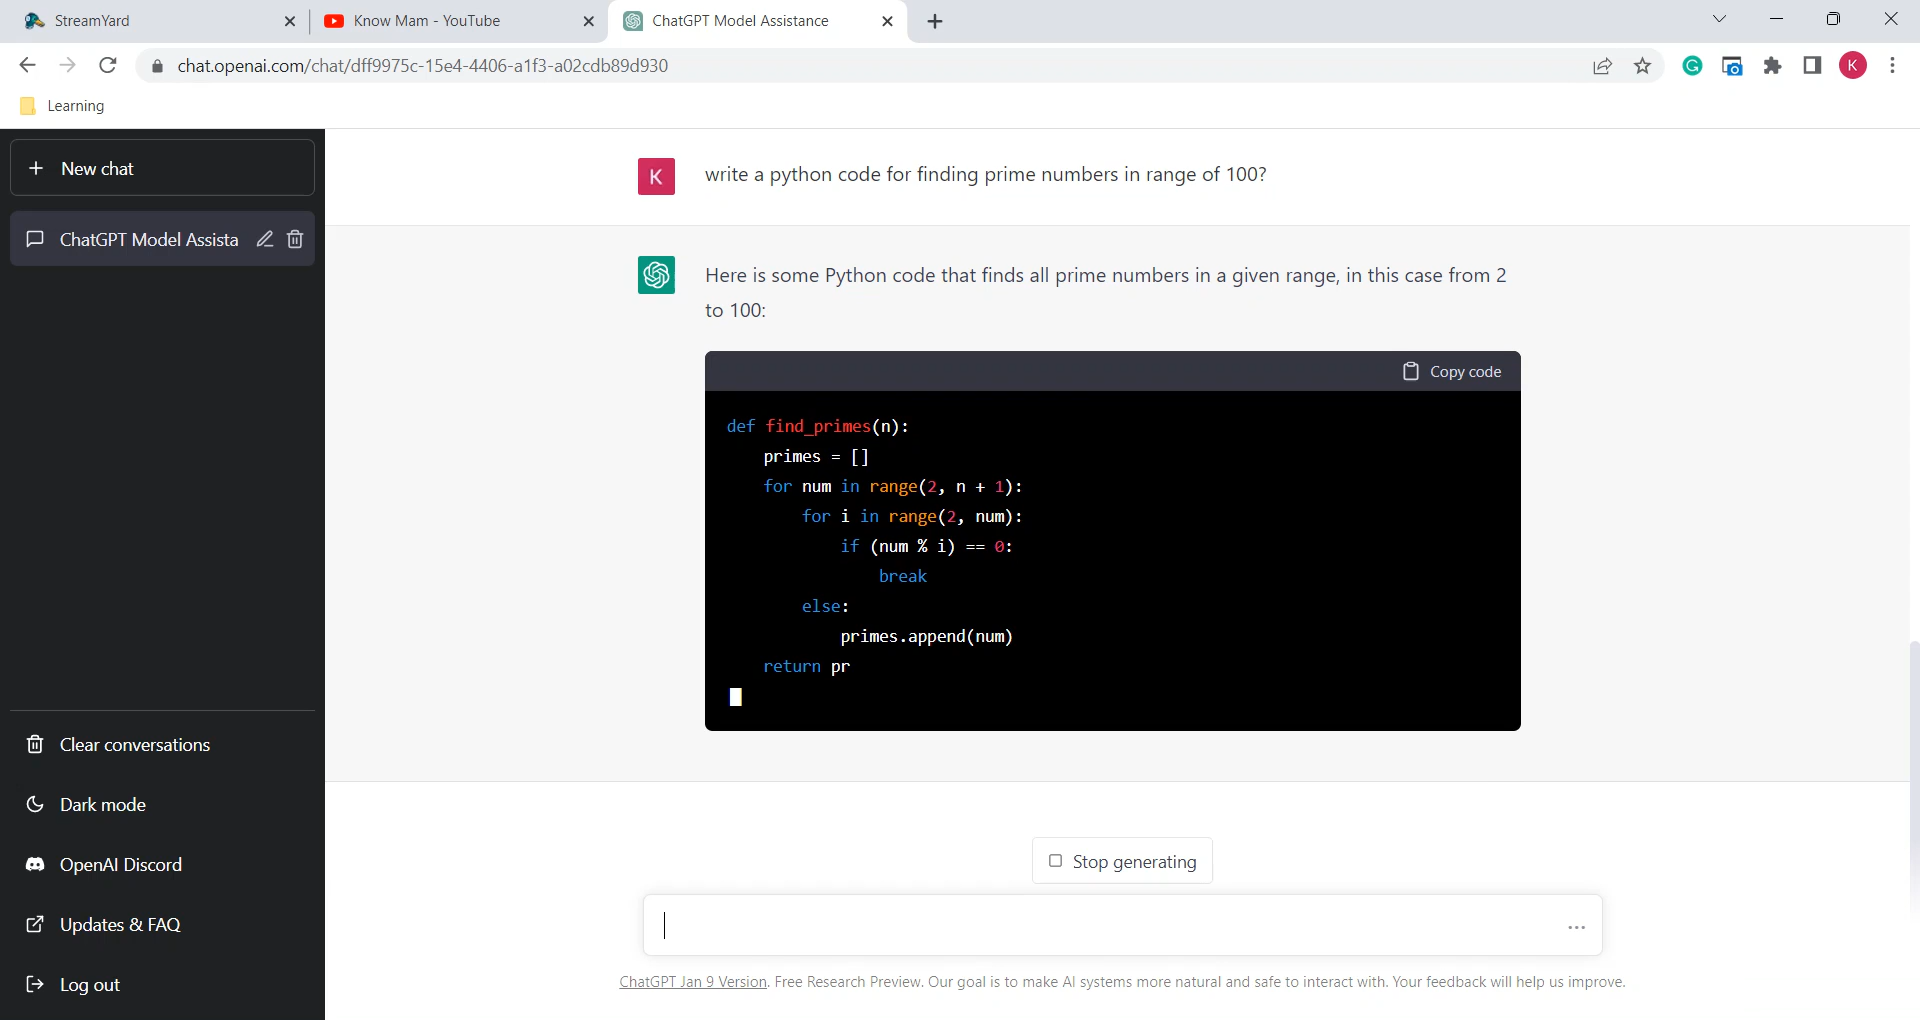 StreamYard
Know Mam - YouTube
ChatGPT Model Assistance
chat.openai.com/chat/dff9975c-15e4-4406-a1f3-a02cdb89d930
K
Learning
New chat
ChatGPT Model Assista
Clear conversations
Dark mode
OpenAI Discord
Updates & FAQ
Log out
K
write a python code for finding prime numbers in range of 100?
Here is some Python code that finds all prime numbers in a given range, in this case from 2
to 100:
Copy code
def find_primes(n):
    primes = []
    for num in range(2, n + 1):
        for i in range(2, num):
            if (num % i) == 0:
                break
        else:
            primes.append(num)
    return pr
Stop generating
ChatGPT Jan 9 Version. Free Research Preview. Our goal is to make AI systems more natural and safe to interact with. Your feedback will help us improve.